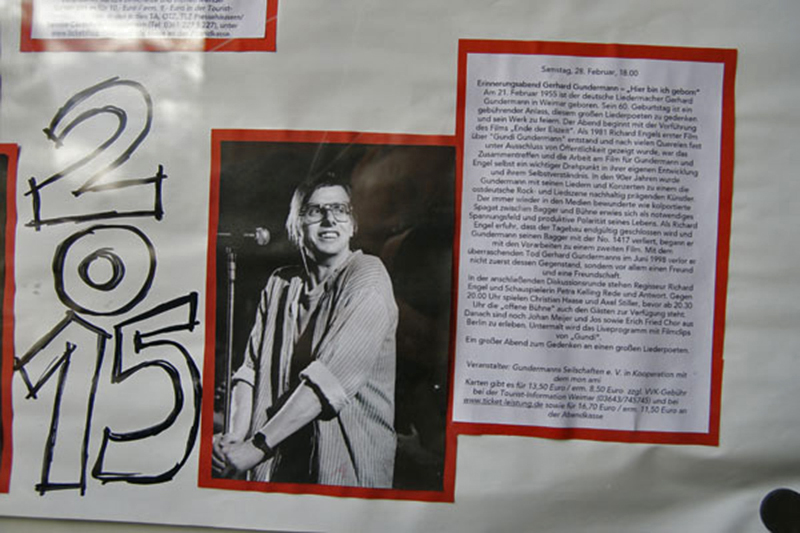 2015
Samstag, 28. Februar, 18.00
Erinnerungsabend Gerhard Gundermann – „Hier bin ich geborn“
Am 21. Februar 1955 ist der deutsche Liedermacher Gerhard
Gundermann in Weimar geboren. Sein 60. Geburtstag ist ein
gebührender Anlass, diesem großen Liederpoeten zu gedenken
und sein Werk zu feiern. Der Abend beginnt mit der Vorführung
des Films „Ende der Eiszeit“. Als 1981 Richard Engels erster Film
über "Gundi Gundermann" entstand und nach vielen Querelen fast
unter Ausschluss von Öffentlichkeit gezeigt wurde, war das
Zusammentreffen und die Arbeit am Film für Gundermann und
Engel selbst ein wichtiger Drehpunkt in ihrer eigenen Entwicklung
und ihrem Selbstverständnis. In den 90er Jahren wurde
Gundermann mit seinen Liedern und Konzerten zu einem die
ostdeutsche Rock- und Liedszene nachhaltig prägenden Künstler.
Der immer wieder in den Medien bewunderte wie kolportierte
Spagat zwischen Bagger und Bühne erwies sich als notwendiges
Spannungsfeld und produktive Polarität seines Lebens. Als Richard
Engel erfuhr, dass der Tagebau endgültig geschlossen wird und
Gundermann seinen Bagger mit der No. 1417 verliert, begann er
mit den Vorarbeiten zu einem zweiten Film. Mit dem
überraschenden Tod Gerhard Gundermanns im Juni 1998 verlor er
nicht zuerst dessen Gegenstand, sondern vor allem einen Freund
und eine Freundschaft.
In der anschließenden Diskussionsrunde stehen Regisseur Richard
Engel und Schauspielerin Petra Kelling Rede und Antwort. Gegen
20.00 Uhr spielen Christian Haase und Axel Stiller, bevor ab 20.30
Uhr die „offene Bühne“ auch den Gästen zur Verfügung steht.
Danach sind noch Johan Meijer und Jos sowie Erich Fried Chor aus
Berlin zu erleben. Untermalt wird das Liveprogramm mit Filmclips
von „Gundi“.
Ein großer Abend zum Gedenken an einen großen Liederpoeten.
Veranstalter: Gundermanns Seilschaften e. V. in Kooperation mit
dem mon ami
Karten gibt es für 13,50 Euro / erm. 8,50 Euro zzgl. VVK-Gebühr
bei der Tourist-Information Weimar (03643/745745) und bei
www.ticket-leistung.de sowie für 16,70 Euro / erm. 11,50 Euro an
der Abendkasse